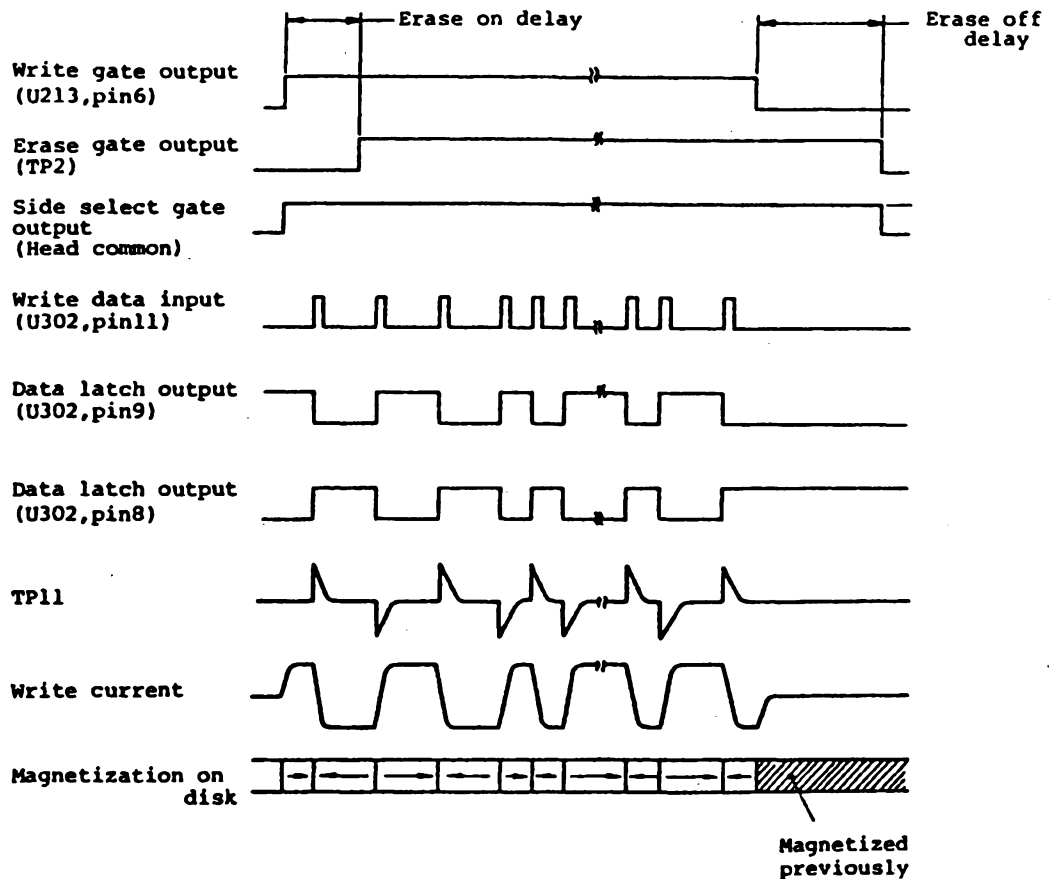 Erase on delay
Erase off
delay
Write gate output
(U213,pin6)
Erase gate output
(TP2)
Side select gate
output
(Head common)
Write data input
(U302,pin11)
Data latch output
(U302,pin9)
Data latch output
(U302,pin8)
TP11
Write current
Magnetization on
disk
Magnetized
previously